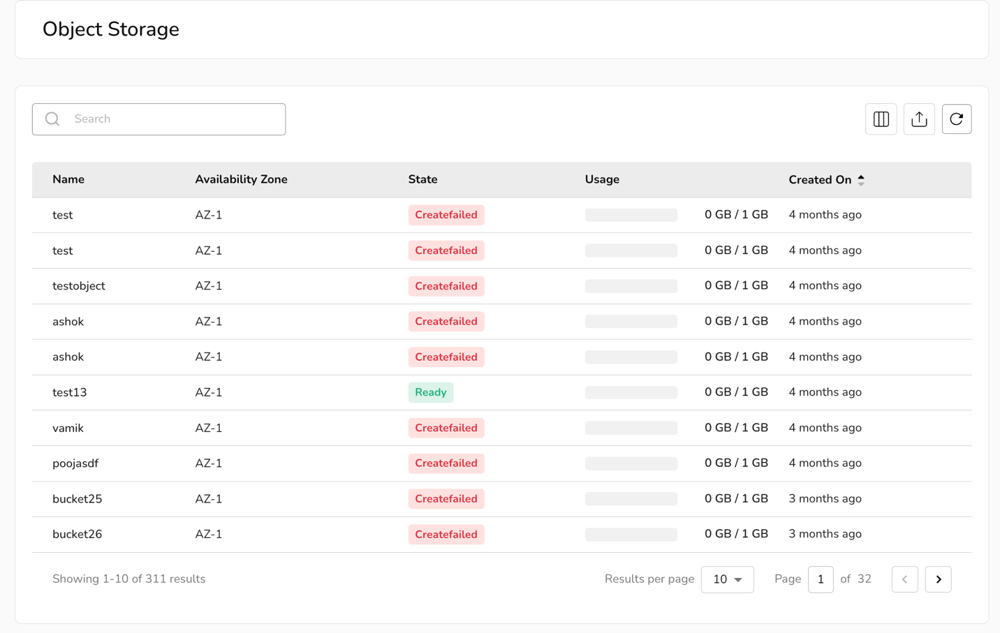 Object Storage
Search
Name Availability Zone State Usage Created On
test AZ-1 Createfailed 0 GB / 1 GB 4 months ago
test AZ-1 Createfailed 0 GB / 1 GB 4 months ago
testobject AZ-1 Createfailed 0 GB / 1 GB 4 months ago
ashok AZ-1 Createfailed 0 GB / 1 GB 4 months ago
ashok AZ-1 Createfailed 0 GB / 1 GB 4 months ago
test13 AZ-1 Ready 0 GB / 1 GB 4 months ago
vamik AZ-1 Createfailed 0 GB / 1 GB 4 months ago
poojasdf AZ-1 Createfailed 0 GB / 1 GB 4 months ago
bucket25 AZ-1 Createfailed 0 GB / 1 GB 3 months ago
bucket26 AZ-1 Createfailed 0 GB / 1 GB 3 months ago
Showing 1-10 of 311 results Results per page 10 Page 1 of 32